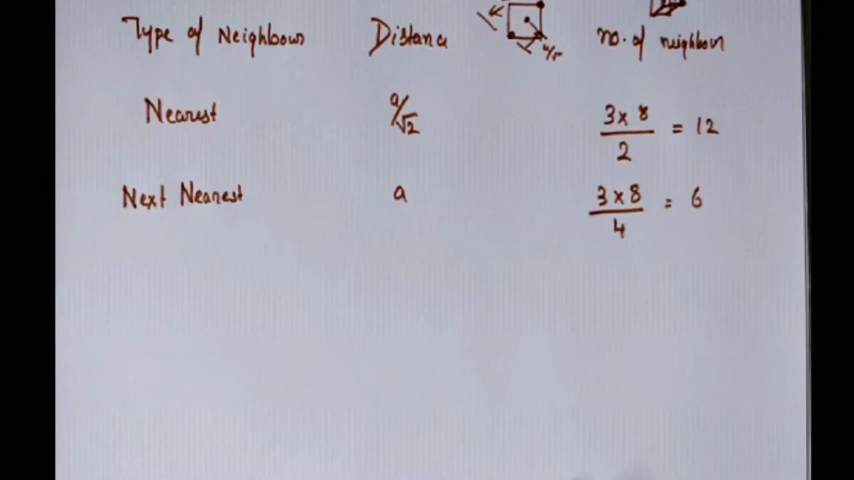 Type of Neighbour Distance no. of neighbour
a/√2
Nearest a/√2 3 x 8 / 2 = 12
Next Nearest a 3 x 8 / 4 = 6